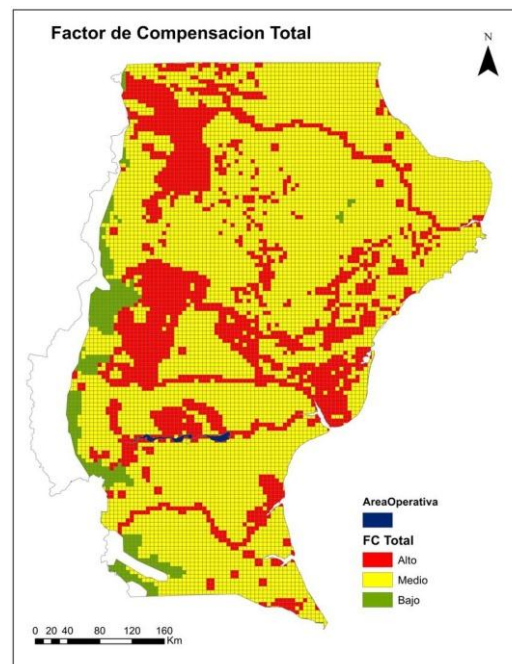 Factor de Compensacion Total
N
AreaOperativa
FC Total
Alto
Medio
Bajo
0 20 40 80 120 160
Km